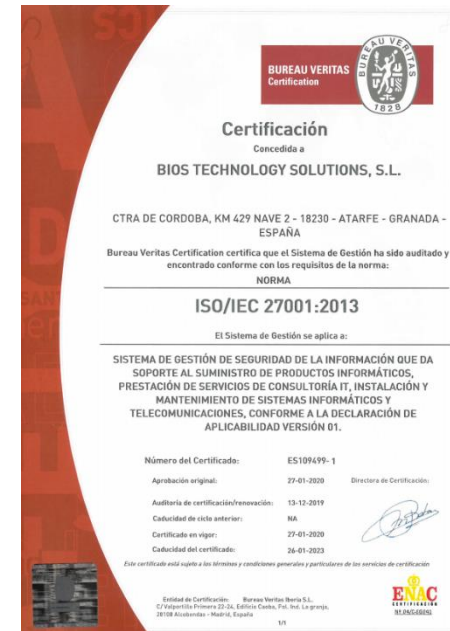 BUREAU VERITAS
Certification
BUREAU VERITAS
1828
Certificación
Concedida a
BIOS TECHNOLOGY SOLUTIONS, S.L.
CTRA DE CORDOBA, KM 429 NAVE 2 - 18230 - ATARFE - GRANADA -
ESPAÑA
Bureau Veritas Certification certifica que el Sistema de Gestión ha sido auditado y
encontrado conforme con los requisitos de la norma:
NORMA
ISO/IEC 27001:2013
El Sistema de Gestión se aplica a:
SISTEMA DE GESTIÓN DE SEGURIDAD DE LA INFORMACIÓN QUE DA
SOPORTE AL SUMINISTRO DE PRODUCTOS INFORMÁTICOS,
PRESTACIÓN DE SERVICIOS DE CONSULTORÍA IT, INSTALACIÓN Y
MANTENIMIENTO DE SISTEMAS INFORMÁTICOS Y
TELECOMUNICACIONES, CONFORME A LA DECLARACIÓN DE
APLICABILIDAD VERSIÓN 01.
Número del Certificado: ES109499-1
Aprobación original: 27-01-2020 Directora de Certificación:
Auditoría de certificación/renovación: 13-12-2019
Caducidad de ciclo anterior: NA
Certificado en vigor: 27-01-2020
Caducidad del certificado: 26-01-2023
Este certificado está sujeto a los términos y condiciones generales y particulares de los servicios de certificación
Entidad de Certificación: Bureau Veritas Iberia S.L.
C/ Valportillo Primera 22-24, Edificio Caoba, Pol. Ind. La granja,
28108 Alcobendas - Madrid, España
1/1
ENAC
CERTIFICACIÓN